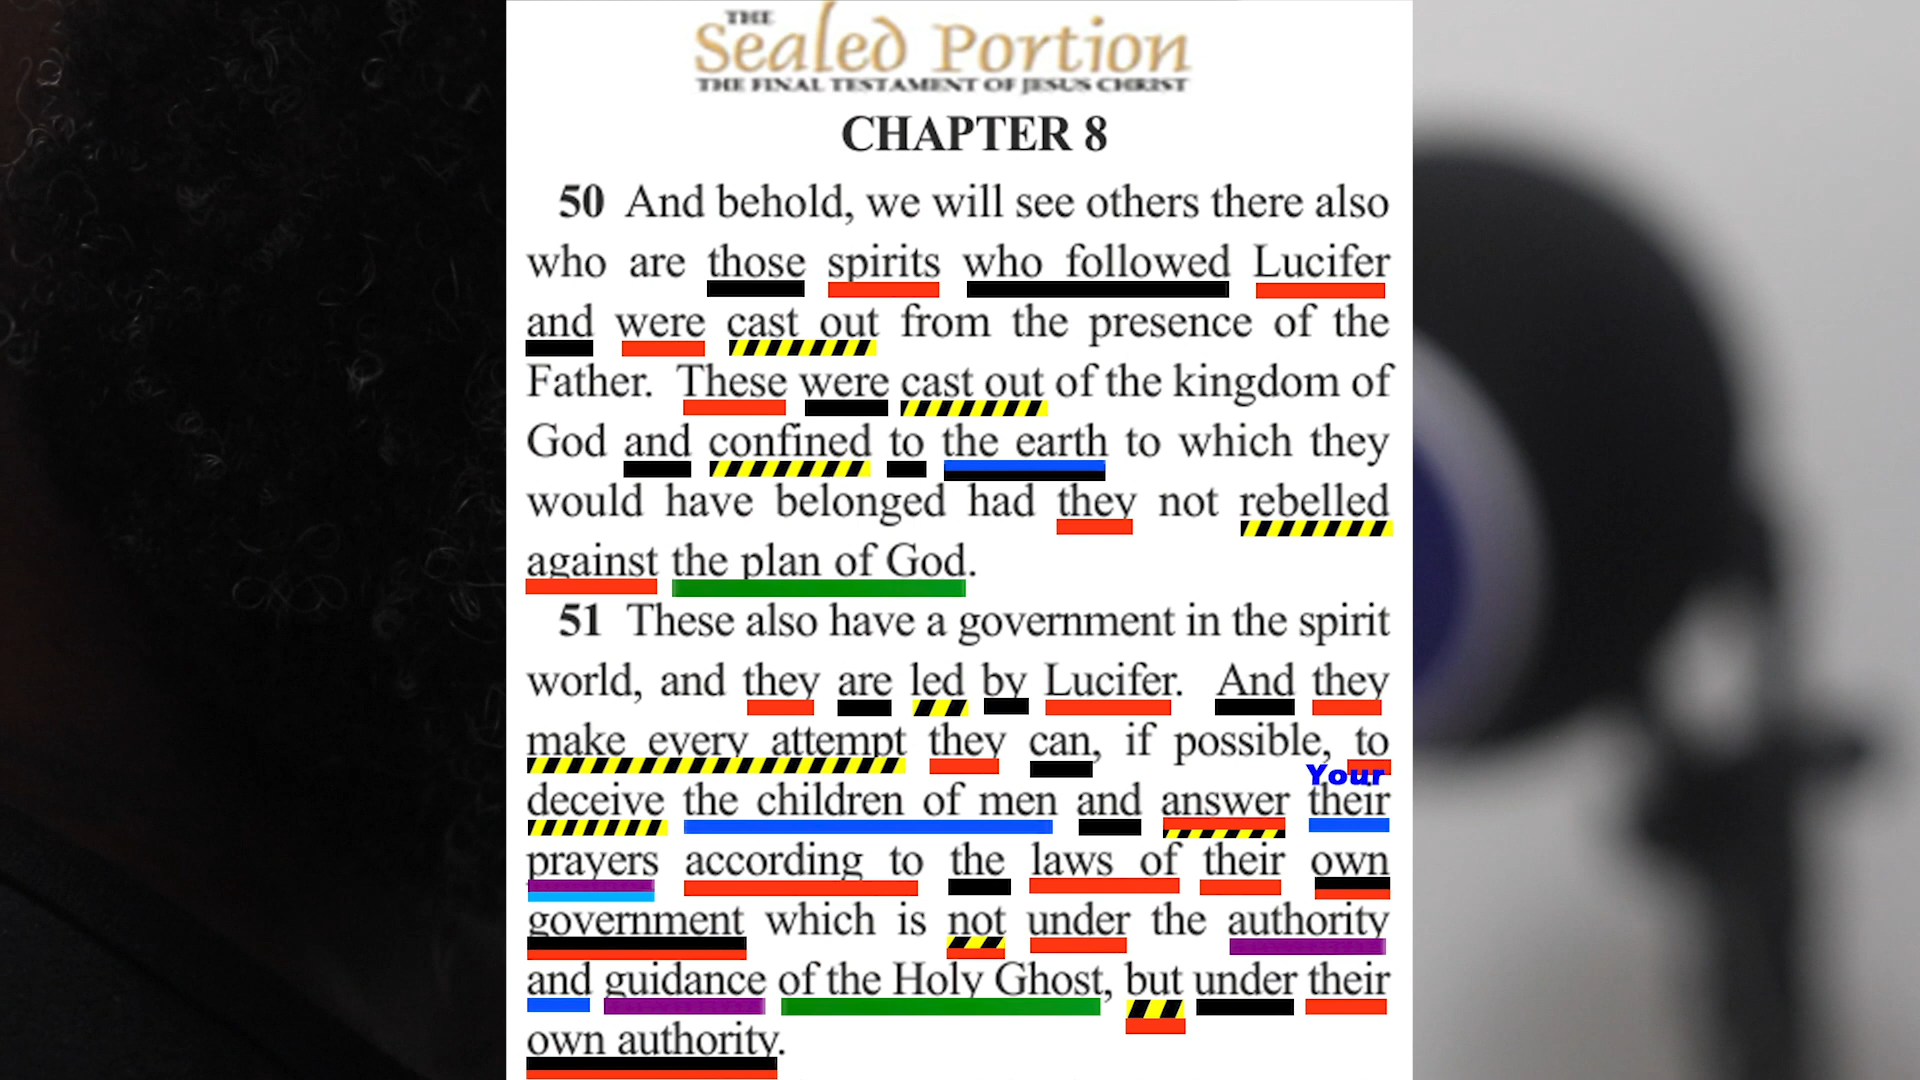 THE
Sealed Portion
THE FINAL TESTAMENT OF JESUS CHRIST
CHAPTER 8
50 And behold, we will see others there also
who are those spirits who followed Lucifer
and were cast out from the presence of the
Father. These were cast out of the kingdom of
God and confined to the earth to which they
would have belonged had they not rebelled
against the plan of God.
51 These also have a government in the spirit
world, and they are led by Lucifer. And they
make every attempt they can, if possible, to
Your
deceive the children of men and answer their
prayers according to the laws of their own
government which is not under the authority
and guidance of the Holy Ghost, but under their
own authority.